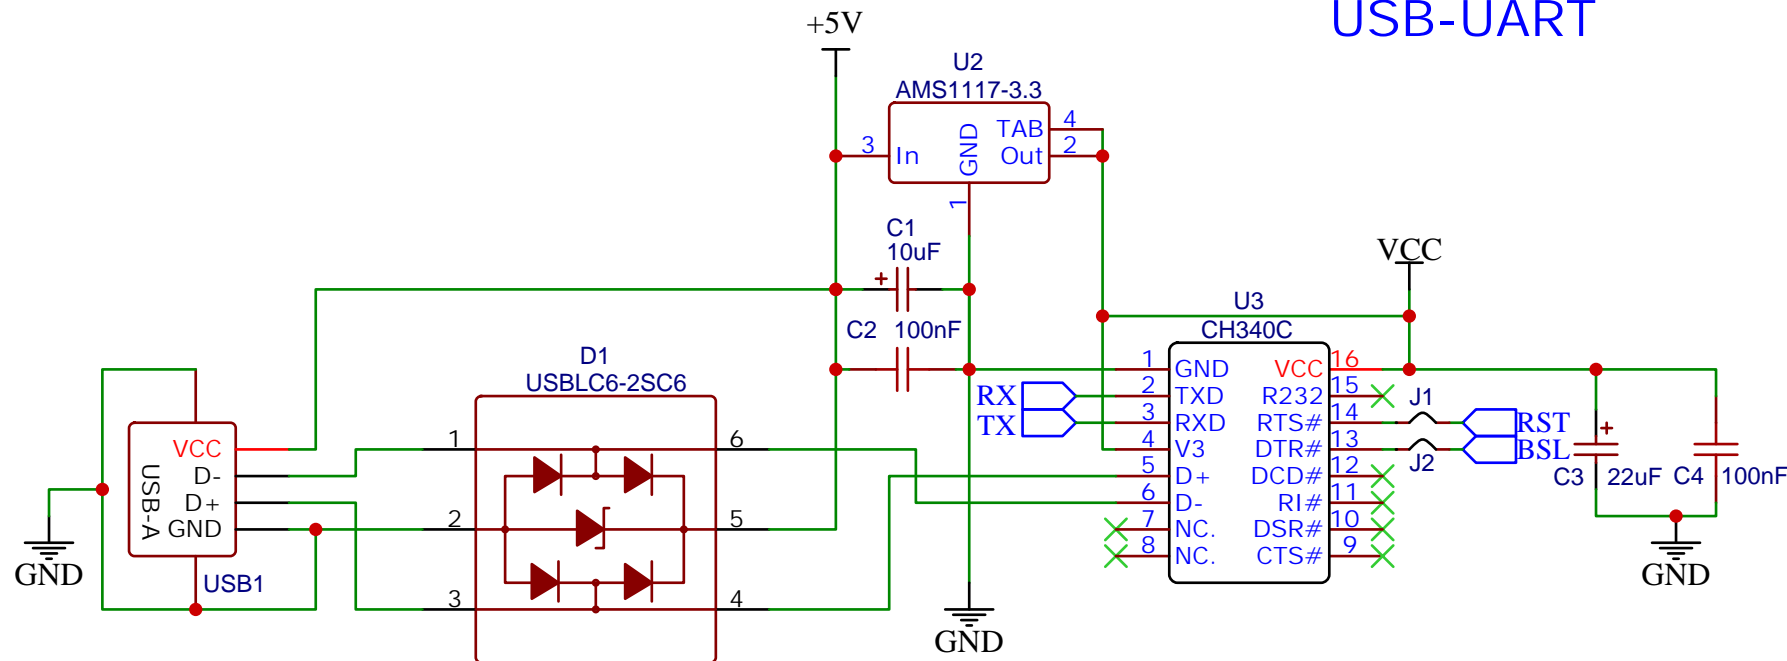 USB-UART
+5V
U2
AMS1117-3.3
3 In GND TAB 4
Out 2
1
C1
10uF
C2 100nF
VCC
U3
CH340C
D1
USBLC6-2SC6
1 GND VCC 16
RX 2 TXD R232 15
TX 3 RXD RTS# 14 J1 RST
4 V3 DTR# 13 J2 BSL
5 D+ DCD# 12
6 D- RI# 11
7 NC. DSR# 10
8 NC. CTS# 9
C3 22uF C4 100nF
+
+
VCC 1 6
D-
D+
GND 2 5
USB-A
USB1
3 4
GND
GND
GND